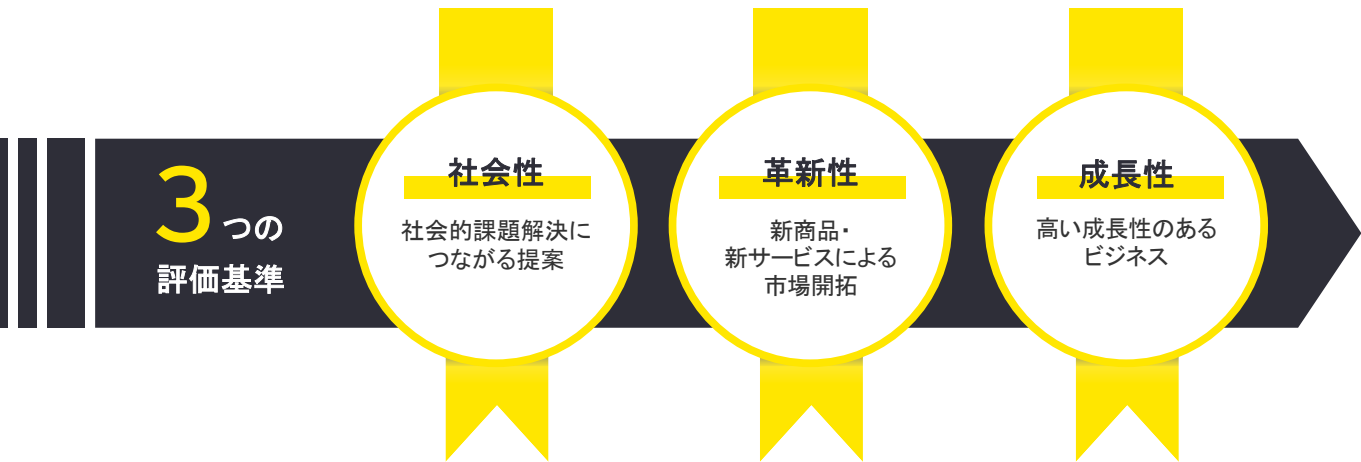 3つの
評価基準
社会性
社会的課題解決に
つながる提案
革新性
新商品・
新サービスによる
市場開拓
成長性
高い成長性のある
ビジネス